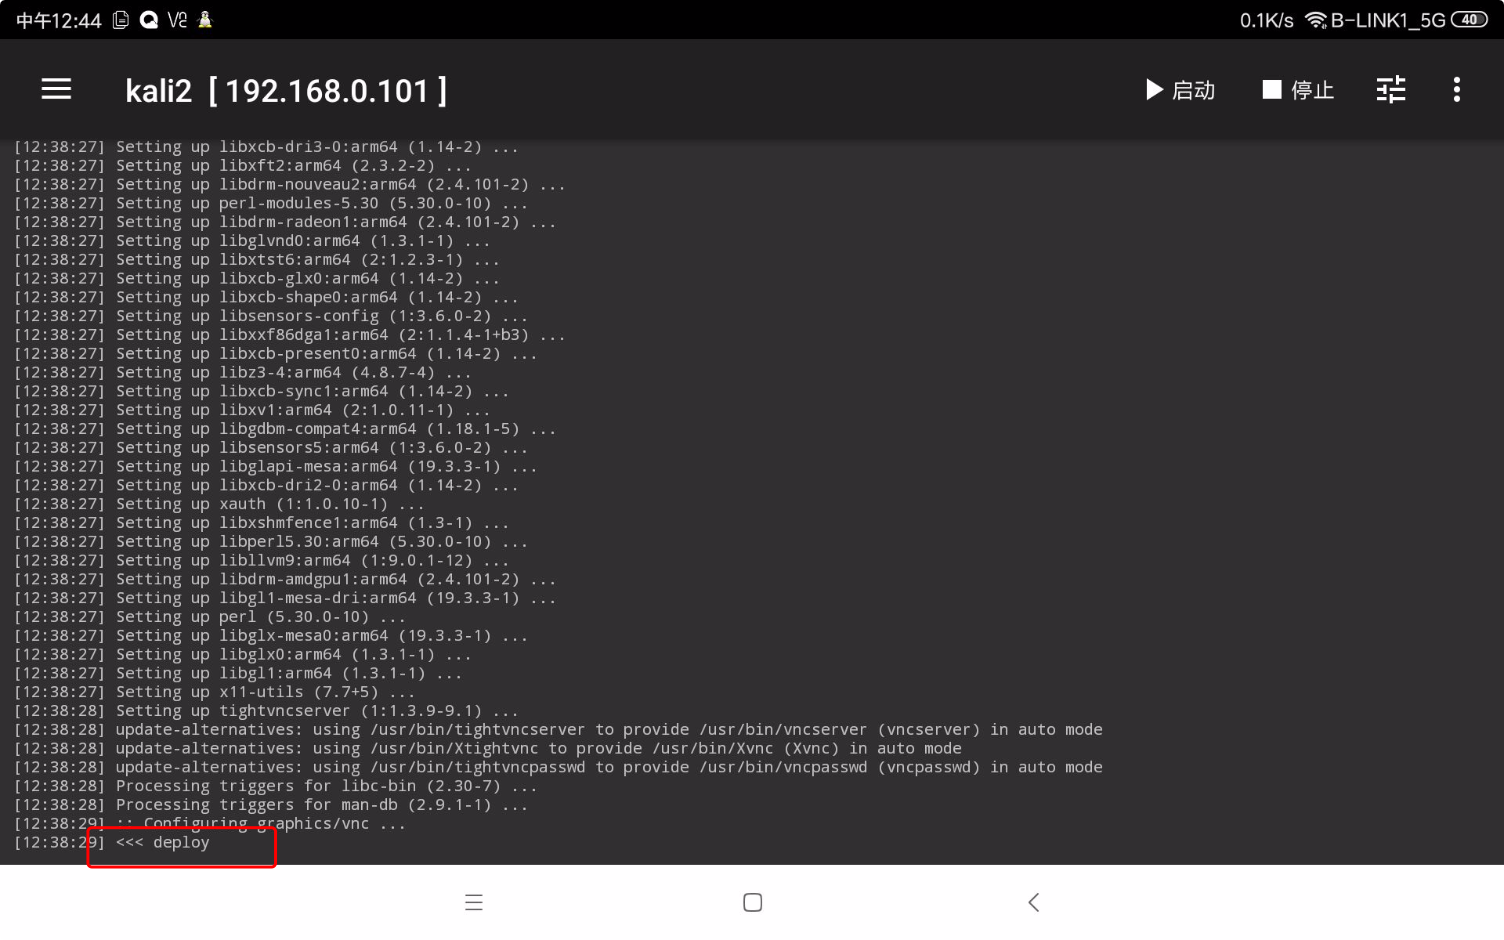 中午12:44
0.1K/s B-LINK1_5G 40
kali2 [ 192.168.0.101 ]
启动 停止
[12:38:27] Setting up libxcb-dri3-0:arm64 (1.14-2) ...
[12:38:27] Setting up libxft2:arm64 (2.3.2-2) ...
[12:38:27] Setting up libdrm-nouveau2:arm64 (2.4.101-2) ...
[12:38:27] Setting up perl-modules-5.30 (5.30.0-10) ...
[12:38:27] Setting up libdrm-radeon1:arm64 (2.4.101-2) ...
[12:38:27] Setting up libglvnd0:arm64 (1.3.1-1) ...
[12:38:27] Setting up libxtst6:arm64 (2:1.2.3-1) ...
[12:38:27] Setting up libxcb-glx0:arm64 (1.14-2) ...
[12:38:27] Setting up libxcb-shape0:arm64 (1.14-2) ...
[12:38:27] Setting up libsensors-config (1:3.6.0-2) ...
[12:38:27] Setting up libxxf86dga1:arm64 (2:1.1.4-1+b3) ...
[12:38:27] Setting up libxcb-present0:arm64 (1.14-2) ...
[12:38:27] Setting up libz3-4:arm64 (4.8.7-4) ...
[12:38:27] Setting up libxcb-sync1:arm64 (1.14-2) ...
[12:38:27] Setting up libxv1:arm64 (2:1.0.11-1) ...
[12:38:27] Setting up libgdbm-compat4:arm64 (1.18.1-5) ...
[12:38:27] Setting up libsensors5:arm64 (1:3.6.0-2) ...
[12:38:27] Setting up libglapi-mesa:arm64 (19.3.3-1) ...
[12:38:27] Setting up libxcb-dri2-0:arm64 (1.14-2) ...
[12:38:27] Setting up xauth (1:1.0.10-1) ...
[12:38:27] Setting up libxshmfence1:arm64 (1.3-1) ...
[12:38:27] Setting up libperl5.30:arm64 (5.30.0-10) ...
[12:38:27] Setting up libllvm9:arm64 (1:9.0.1-12) ...
[12:38:27] Setting up libdrm-amdgpu1:arm64 (2.4.101-2) ...
[12:38:27] Setting up libgl1-mesa-dri:arm64 (19.3.3-1) ...
[12:38:27] Setting up perl (5.30.0-10) ...
[12:38:27] Setting up libglx-mesa0:arm64 (19.3.3-1) ...
[12:38:27] Setting up libglx0:arm64 (1.3.1-1) ...
[12:38:27] Setting up libgl1:arm64 (1.3.1-1) ...
[12:38:27] Setting up x11-utils (7.7+5) ...
[12:38:28] Setting up tightvncserver (1:1.3.9-9.1) ...
[12:38:28] update-alternatives: using /usr/bin/tightvncserver to provide /usr/bin/vncserver (vncserver) in auto mode
[12:38:28] update-alternatives: using /usr/bin/Xtightvnc to provide /usr/bin/Xvnc (Xvnc) in auto mode
[12:38:28] update-alternatives: using /usr/bin/tightvncpasswd to provide /usr/bin/vncpasswd (vncpasswd) in auto mode
[12:38:28] Processing triggers for libc-bin (2.30-7) ...
[12:38:28] Processing triggers for man-db (2.9.1-1) ...
[12:38:29] :: Configuring graphics/vnc ...
[12:38:29] <<< deploy